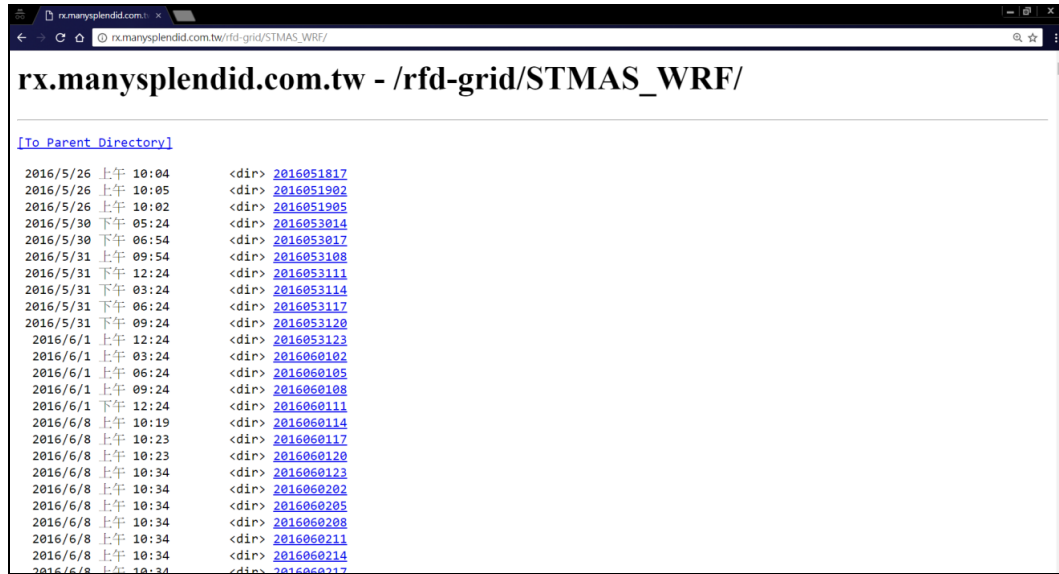 rx.manysplendid.com.t
rx.manysplendid.com.tw/rfd-grid/STMAS_WRF/
rx.manysplendid.com.tw - /rfd-grid/STMAS_WRF/
[To Parent Directory]
2016/5/26 上午 10:04 <dir> 2016051817
2016/5/26 上午 10:05 <dir> 2016051902
2016/5/26 上午 10:02 <dir> 2016051905
2016/5/30 下午 05:24 <dir> 2016053014
2016/5/30 下午 06:54 <dir> 2016053017
2016/5/31 上午 09:54 <dir> 2016053108
2016/5/31 下午 12:24 <dir> 2016053111
2016/5/31 下午 03:24 <dir> 2016053114
2016/5/31 下午 06:24 <dir> 2016053117
2016/5/31 下午 09:24 <dir> 2016053120
2016/6/1 上午 12:24 <dir> 2016053123
2016/6/1 上午 03:24 <dir> 2016060102
2016/6/1 上午 06:24 <dir> 2016060105
2016/6/1 上午 09:24 <dir> 2016060108
2016/6/1 下午 12:24 <dir> 2016060111
2016/6/8 上午 10:19 <dir> 2016060114
2016/6/8 上午 10:23 <dir> 2016060117
2016/6/8 上午 10:23 <dir> 2016060120
2016/6/8 上午 10:34 <dir> 2016060123
2016/6/8 上午 10:34 <dir> 2016060202
2016/6/8 上午 10:34 <dir> 2016060205
2016/6/8 上午 10:34 <dir> 2016060208
2016/6/8 上午 10:34 <dir> 2016060211
2016/6/8 上午 10:34 <dir> 2016060214
2016/6/8 上午 10:34 <dir> 2016060217